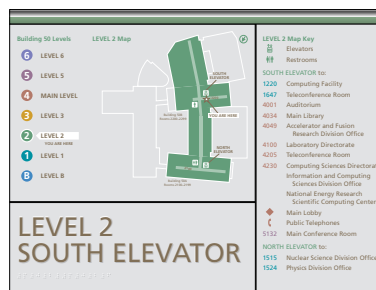 Building 50 Levels
6 LEVEL 6
5 LEVEL 5
4 MAIN LEVEL
3 LEVEL 3
2 LEVEL 2
YOU ARE HERE
1 LEVEL 1
B LEVEL B
LEVEL 2 Map
SOUTH
ELEVATOR
YOU ARE HERE
NORTH
ELEVATOR
LEVEL 2 Map Key
Elevators
Restrooms
SOUTH ELEVATOR to:
1220 Computing Facility
1647 Teleconference Room
4001 Auditorium
4034 Main Library
4049 Accelerator and Fusion
Research Division Office
4100 Laboratory Directorate
4205 Teleconference Room
4230 Computing Sciences Directorat
Information and Computing
Sciences Division Office
National Energy Research
Scientific Computing Center
Main Lobby
Public Telephones
5132 Main Conference Room
NORTH ELEVATOR to:
1515 Nuclear Science Division Office
1524 Physics Division Office
LEVEL 2
SOUTH ELEVATOR